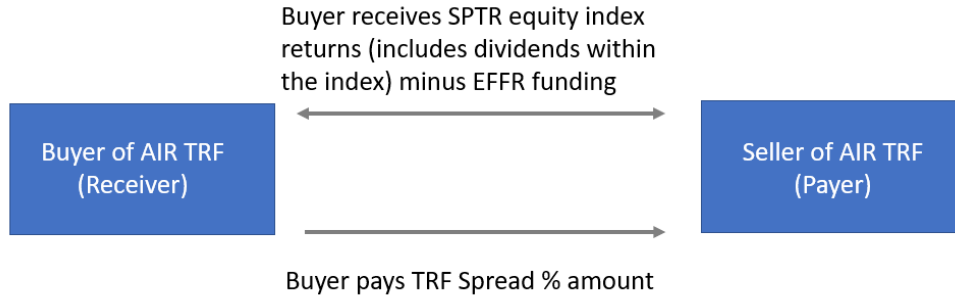 Buyer receives SPTR equity index
returns (includes dividends within
the index) minus EFFR funding
Buyer of AIR TRF
(Receiver)
Seller of AIR TRF
(Payer)
Buyer pays TRF Spread % amount